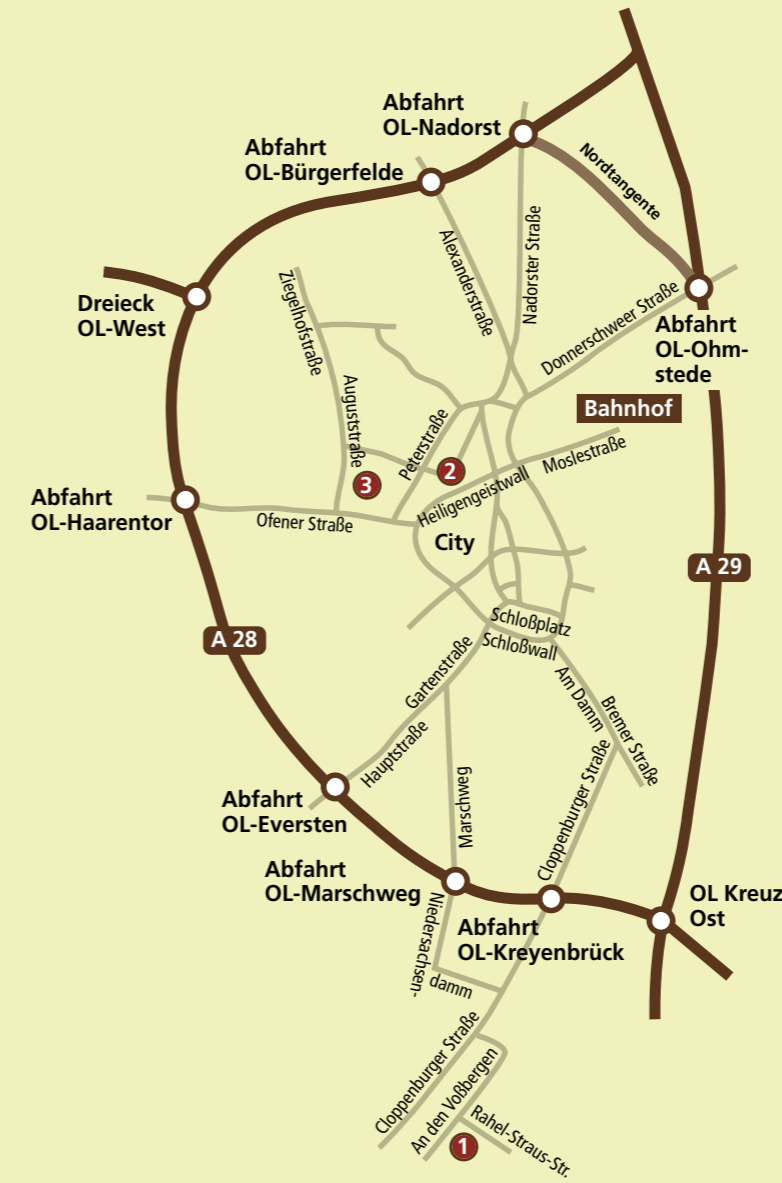 Abfahrt
OL-Nadorst
Abfahrt
OL-Bürgerfelde
Nordtangente
Alexanderstraße
Nadorster Straße
Ziegelhofstraße
Dreieck
OL-West
Donnerschweer Straße
Abfahrt
OL-Ohm-
stede
Bahnhof
Auguststraße
Peterstraße
3
2
Moslestraße
Heiligengeistwall
Abfahrt
OL-Haarentor
Ofener Straße
City
A 29
A 28
Schloßplatz
Schloßwall
Gartenstraße
Hauptstraße
Am Damm
Bremer Straße
Marschweg
Cloppenburger Straße
Abfahrt
OL-Eversten
Abfahrt
OL-Marschweg
Abfahrt
OL-Kreyenbrück
OL Kreuz
Ost
Niedersachsen-
damm
Cloppenburger Straße
An den Voßbergen
Rahel-Straus-Str.
1